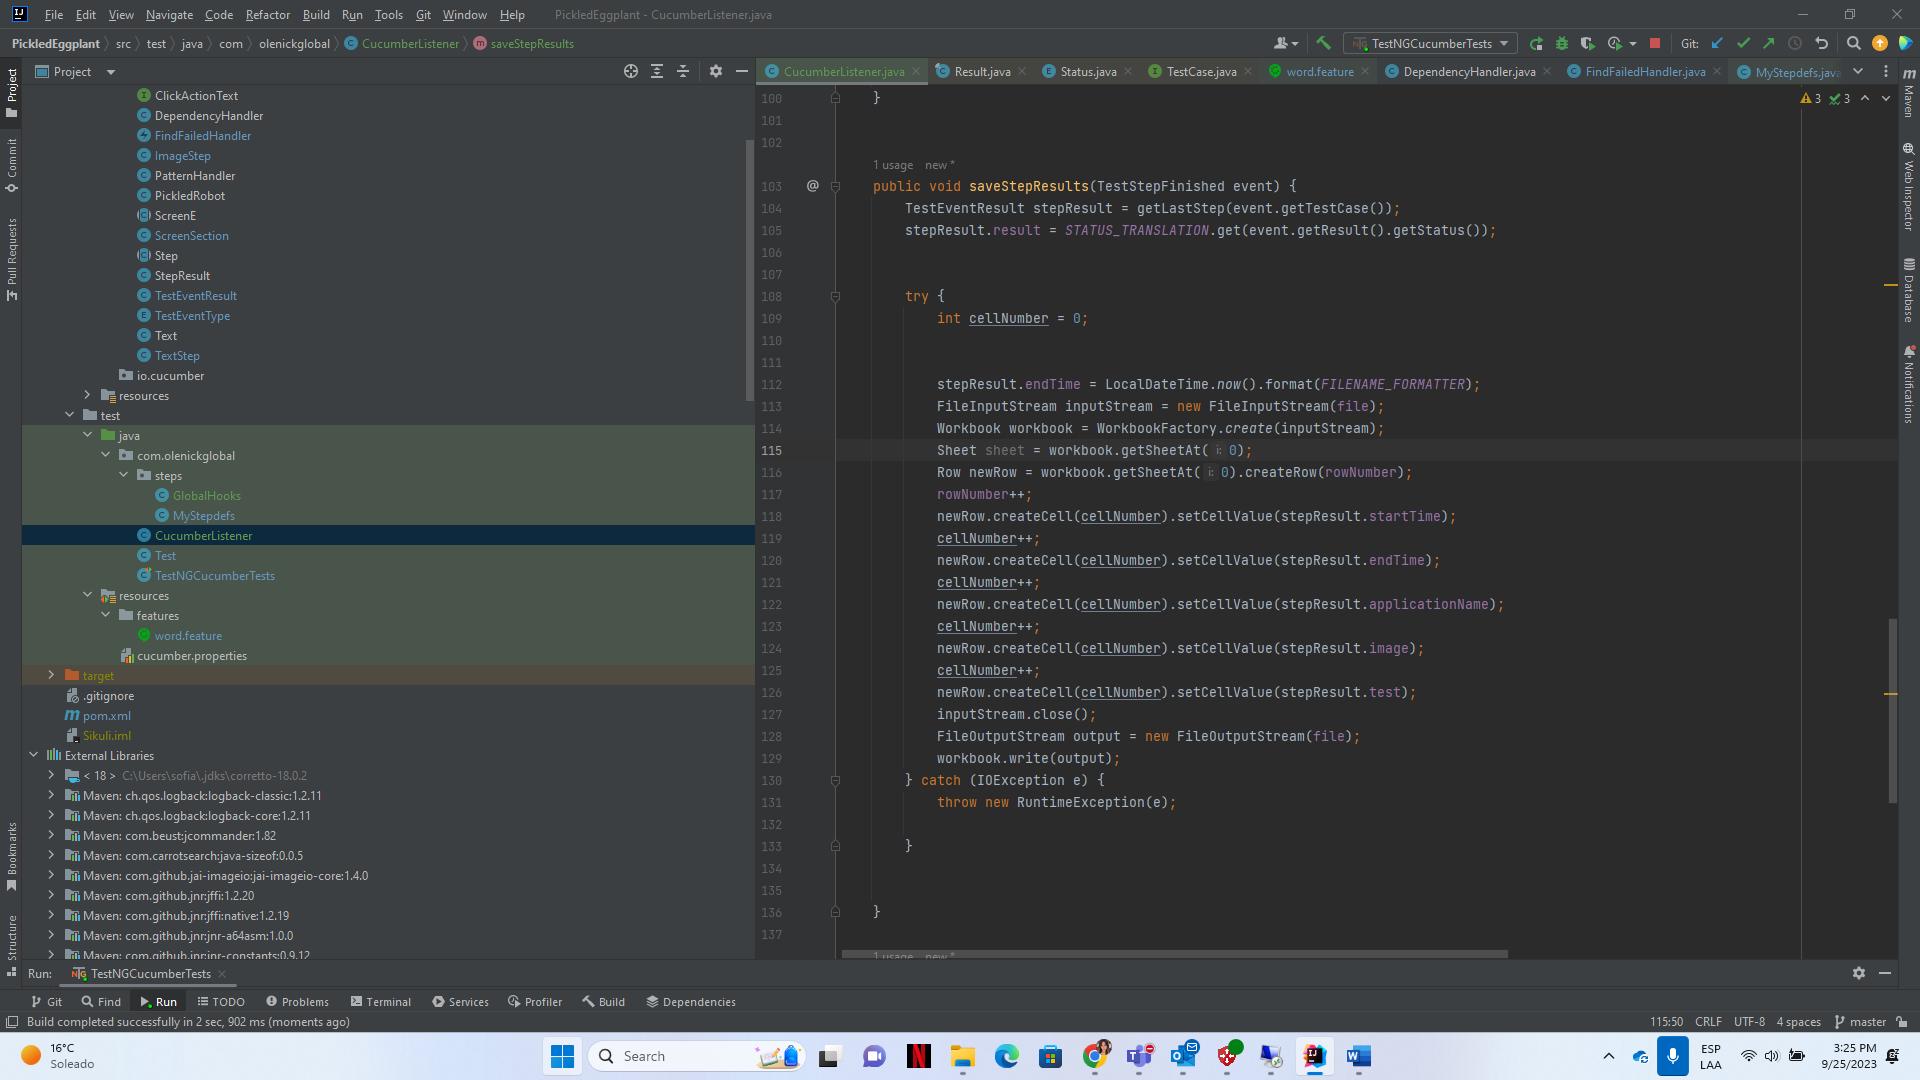 File Edit View Navigate Code Refactor Build Run Tools Git Window Help PickledEggplant - CucumberListener.java
PickledEggplant src test java com olenickglobal CucumberListener saveStepResults
TestNGCucumberTests Git:
Project
CucumberListener.java Result.java Status.java TestCase.java word.feature DependencyHandler.java FindFailedHandler.java MyStepdefs.java
Project
Commit
Pull Requests
Bookmarks
Structure
ClickActionText
DependencyHandler
FindFailedHandler
ImageStep
PatternHandler
PickledRobot
ScreenE
ScreenSection
Step
StepResult
TestEventResult
TestEventType
Text
TextStep
io.cucumber
resources
test
java
com.olenickglobal
steps
GlobalHooks
MyStepdefs
CucumberListener
Test
TestNGCucumberTests
resources
features
word.feature
cucumber.properties
target
.gitignore
pom.xml
Sikuli.iml
External Libraries
< 18 > C:\Users\sofia\.jdks\corretto-18.0.2
Maven: ch.qos.logback:logback-classic:1.2.11
Maven: ch.qos.logback:logback-core:1.2.11
Maven: com.beust:jcommander:1.82
Maven: com.carrotsearch:java-sizeof:0.0.5
Maven: com.github.jai-imageio:jai-imageio-core:1.4.0
Maven: com.github.jnr:jffi:1.2.20
Maven: com.github.jnr:jffi:native:1.2.19
Maven: com.github.jnr:jnr-a64asm:1.0.0
Maven: com.github.jnr:jnr-constants:0.9.12
3 3
100 }
101
102
1 usage new *
103 @ public void saveStepResults(TestStepFinished event) {
104 TestEventResult stepResult = getLastStep(event.getTestCase());
105 stepResult.result = STATUS_TRANSLATION.get(event.getResult().getStatus());
106
107
108 try {
109 int cellNumber = 0;
110
111
112 stepResult.endTime = LocalDateTime.now().format(FILENAME_FORMATTER);
113 FileInputStream inputStream = new FileInputStream(file);
114 Workbook workbook = WorkbookFactory.create(inputStream);
115 Sheet sheet = workbook.getSheetAt( i: 0);
116 Row newRow = workbook.getSheetAt( i: 0).createRow(rowNumber);
117 rowNumber++;
118 newRow.createCell(cellNumber).setCellValue(stepResult.startTime);
119 cellNumber++;
120 newRow.createCell(cellNumber).setCellValue(stepResult.endTime);
121 cellNumber++;
122 newRow.createCell(cellNumber).setCellValue(stepResult.applicationName);
123 cellNumber++;
124 newRow.createCell(cellNumber).setCellValue(stepResult.image);
125 cellNumber++;
126 newRow.createCell(cellNumber).setCellValue(stepResult.test);
127 inputStream.close();
128 FileOutputStream output = new FileOutputStream(file);
129 workbook.write(output);
130 } catch (IOException e) {
131 throw new RuntimeException(e);
132
133 }
134
135
136 }
137
1 usage new *
Maven
Web Inspector
Database
Notifications
Run: TestNGCucumberTests
Git Find Run TODO Problems Terminal Services Profiler Build Dependencies
Build completed successfully in 2 sec, 902 ms (moments ago) 115:50 CRLF UTF-8 4 spaces master
16°C
Soleado
Search
ESP
LAA
3:25 PM
9/25/2023